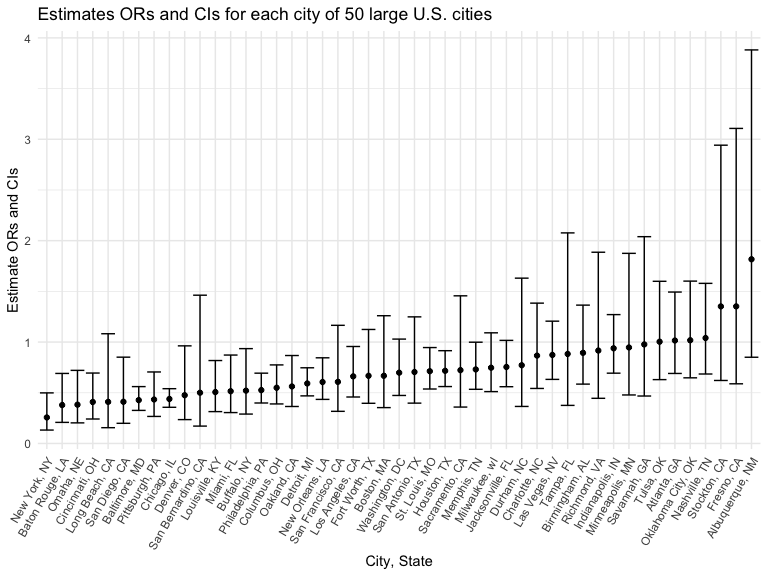 Estimates ORs and CIs for each city of 50 large U.S. cities
Estimate ORs and CIs
4
3
2
1
0
New York, NY
Baton Rouge, LA
Omaha, NE
Cincinnati, OH
Long Beach, CA
San Diego, CA
Baltimore, MD
Pittsburgh, PA
Chicago, IL
Denver, CO
San Bernardino, CA
Louisville, KY
Miami, FL
Buffalo, NY
Philadelphia, PA
Columbus, OH
Oakland, CA
Detroit, MI
New Orleans, LA
San Francisco, CA
Los Angeles, CA
Fort Worth, TX
Boston, MA
Washington, DC
San Antonio, TX
St. Louis, MO
Houston, TX
Sacramento, CA
Memphis, TN
Milwaukee, wI
Jacksonville, FL
Durham, NC
Charlotte, NC
Las Vegas, NV
Tampa, FL
Birmingham, AL
Richmond, VA
Indianapolis, IN
Minneapolis, MN
Savannah, GA
Tulsa, OK
Atlanta, GA
Oklahoma City, OK
Nashville, TN
Stockton, CA
Fresno, CA
Albuquerque, NM
City, State